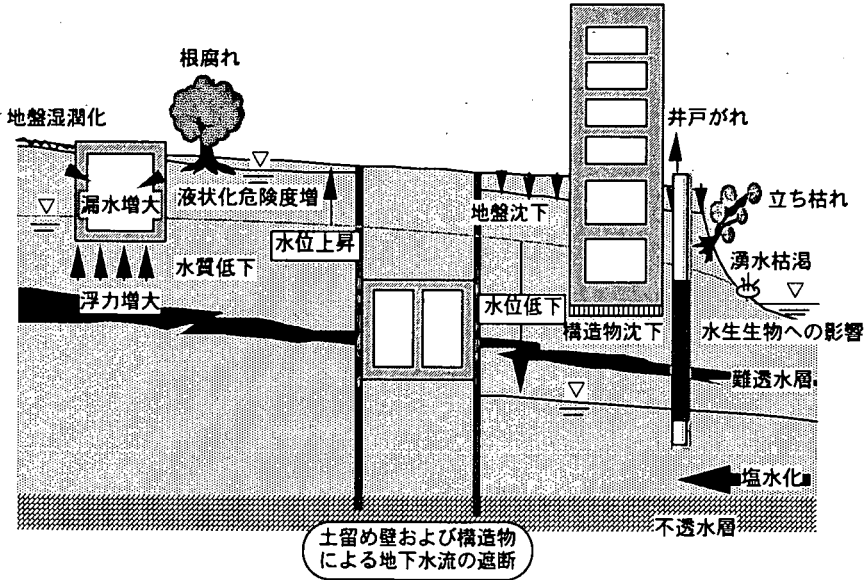 根腐れ
地盤湿潤化
井戸がれ
漏水増大
液状化危険度増
地盤沈下
立ち枯れ
水位上昇
水質低下
湧水枯渇
浮力増大
水位低下
構造物沈下
水生生物への影響
難透水層
塩水化
不透水層
土留め壁および構造物
による地下水流の遮断